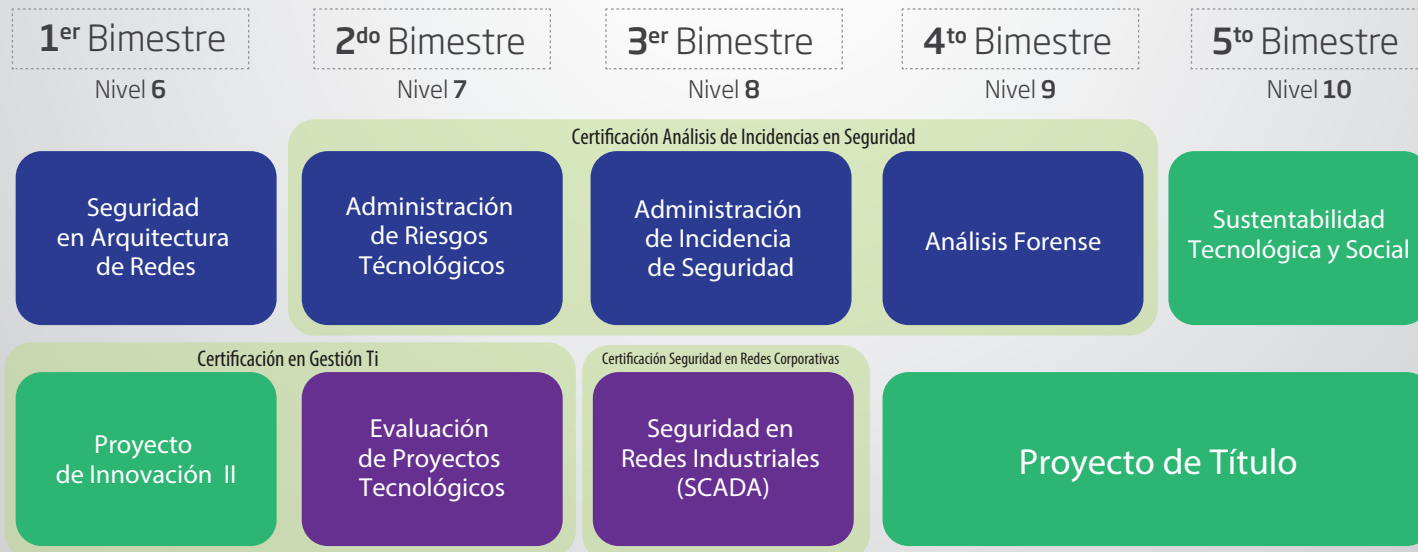 1er Bimestre
Nivel 6
2do Bimestre
Nivel 7
3er Bimestre
Nivel 8
4to Bimestre
Nivel 9
5to Bimestre
Nivel 10
Certificación Análisis de Incidencias en Seguridad
Seguridad
en Arquitectura
de Redes
Administración
de Riesgos
Técnológicos
Administración
de Incidencia
de Seguridad
Análisis Forense
Sustentabilidad
Tecnológica y Social
Certificación en Gestión Ti
Certificación Seguridad en Redes Corporativas
Proyecto
de Innovación II
Evaluación
de Proyectos
Tecnológicos
Seguridad en
Redes Industriales
(SCADA)
Proyecto de Título